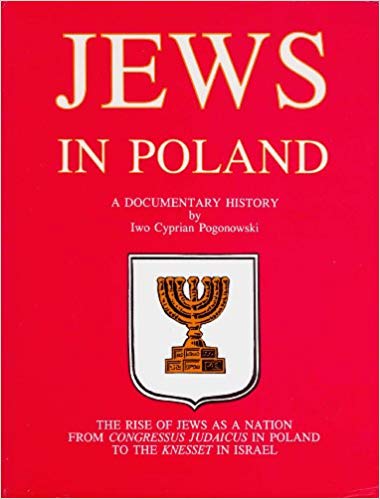 JEWS
IN POLAND
A DOCUMENTARY HISTORY
by
Iwo Cyprian Pogonowski
THE RISE OF JEWS AS A NATION
FROM CONGRESSUS JUDAICUS IN POLAND
TO THE KNESSET IN ISRAEL